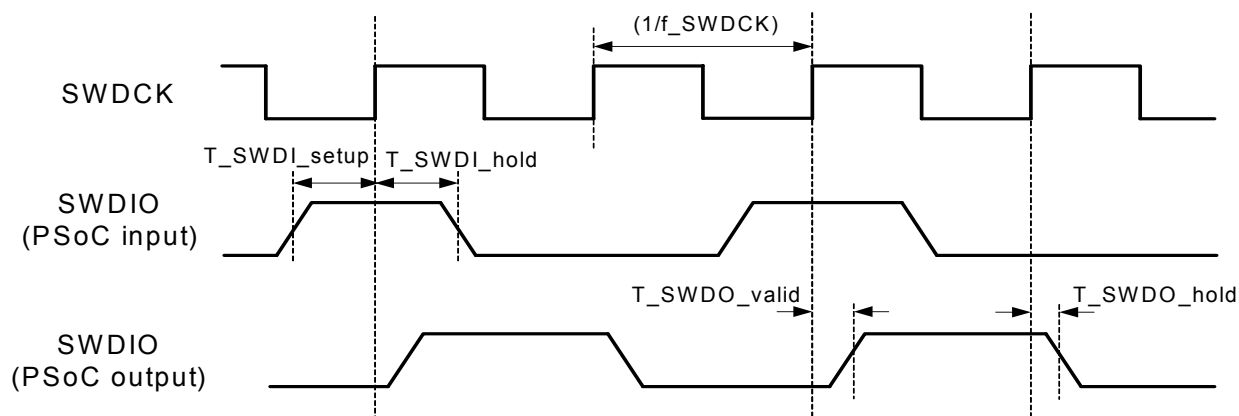 (1/f_SWDCK)
SWDCK
T_SWDI_setup
T_SWDI_hold
SWDIO
(PSoC input)
T_SWDO_valid
T_SWDO_hold
SWDIO
(PSoC output)